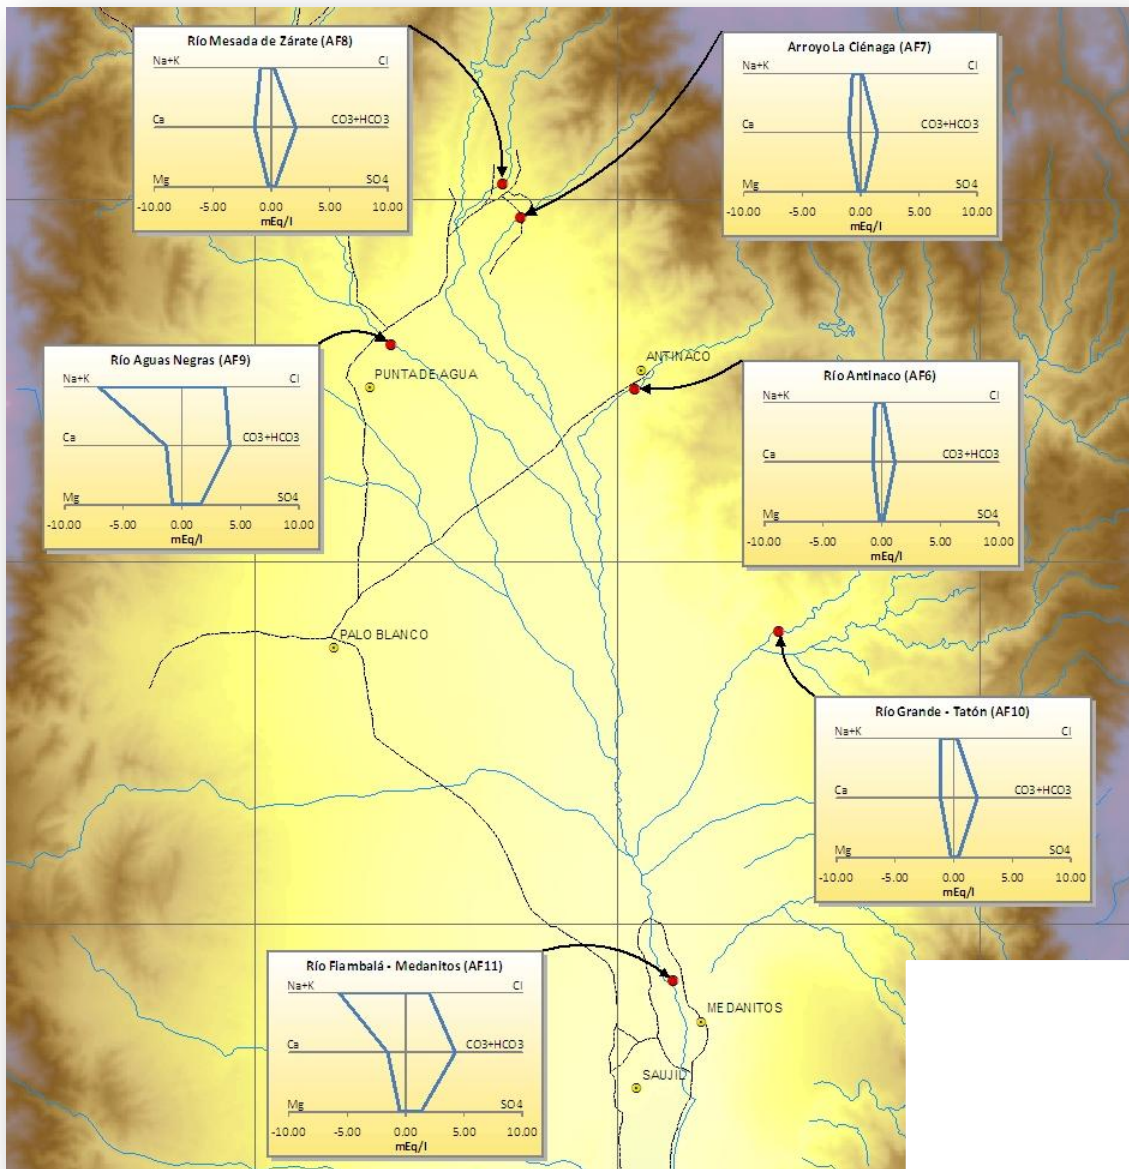 Río Mesada de Zárate (AF8)
Na+K Cl
Ca CO3+HCO3
Mg SO4
-10.00 -5.00 0.00 5.00 10.00
mEq/l
Arroyo La Ciénaga (AF7)
Na+K Cl
Ca CO3+HCO3
Mg SO4
-10.00 -5.00 0.00 5.00 10.00
mEq/l
Río Aguas Negras (AF9)
Na+K Cl
Ca CO3+HCO3
Mg SO4
-10.00 -5.00 0.00 5.00 10.00
mEq/l
PUNTA DE AGUA
ANTINACO
Río Antinaco (AF6)
Na+K Cl
Ca CO3+HCO3
Mg SO4
-10.00 -5.00 0.00 5.00 10.00
mEq/l
PALO BLANCO
Río Grande - Tatón (AF10)
Na+K Cl
Ca CO3+HCO3
Mg SO4
-10.00 -5.00 0.00 5.00 10.00
mEq/l
Río Fiambalá - Medanitos (AF11)
Na+K Cl
Ca CO3+HCO3
Mg SO4
-10.00 -5.00 0.00 5.00 10.00
mEq/l
MEDANITOS
SAUJIL